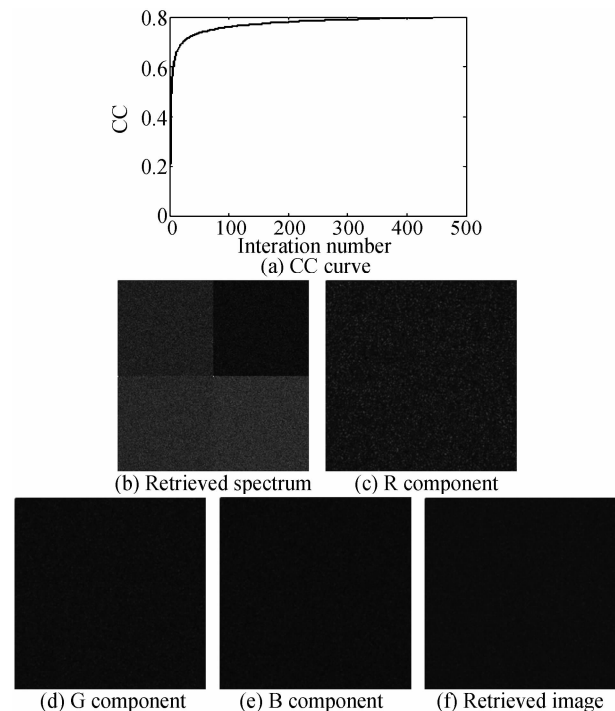 0.8
0.6
0.4
0.2
0
CC
0 100 200 300 400 500
Interation number
(a) CC curve
(b) Retrieved spectrum (c) R component
(d) G component (e) B component (f) Retrieved image